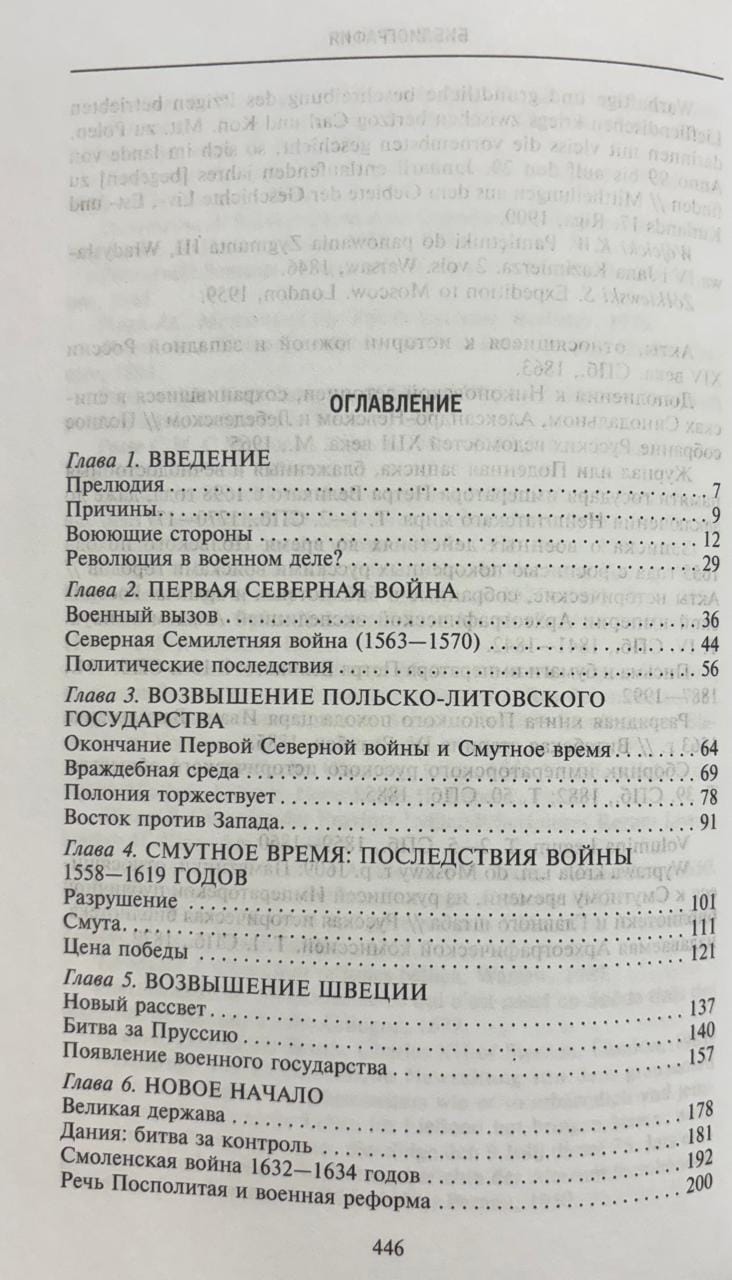 ОГЛАВЛЕНИЕ
Глава 1. ВВЕДЕНИЕ
Прелюдия 7
Причины. 9
Воюющие стороны 12
Революция в военном деле? 29
Глава 2. ПЕРВАЯ СЕВЕРНАЯ ВОЙНА
Военный вызов 36
Северная Семилетняя война (1563—1570) 44
Политические последствия 56
Глава 3. ВОЗВЫШЕНИЕ ПОЛЬСКО-ЛИТОВСКОГО
ГОСУДАРСТВА
Окончание Первой Северной войны и Смутное время 64
Враждебная среда 69
Полония торжествует 78
Восток против Запада. 91
Глава 4. СМУТНОЕ ВРЕМЯ: ПОСЛЕДСТВИЯ ВОЙНЫ
1558—1619 ГОДОВ
Разрушение 101
Смута. 111
Цена победы 121
Глава 5. ВОЗВЫШЕНИЕ ШВЕЦИИ
Новый рассвет 137
Битва за Пруссию 140
Появление военного государства 157
Глава 6. НОВОЕ НАЧАЛО
Великая держава 178
Дания: битва за контроль 181
Смоленская война 1632—1634 годов 192
Речь Посполитая и военная реформа 200
446